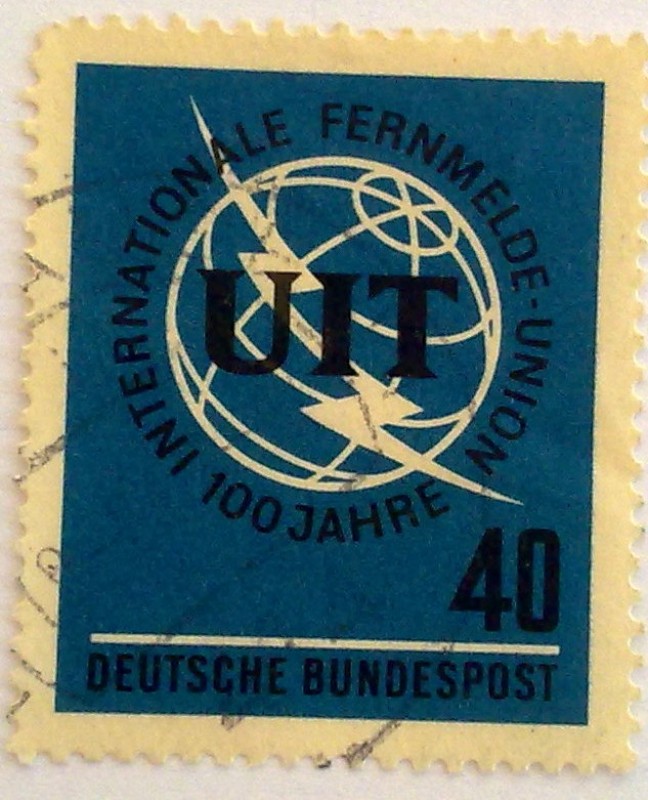 INTERNATIONALE FERNMELDE-UNION
100 JAHRE
UIT
40
DEUTSCHE BUNDESPOST